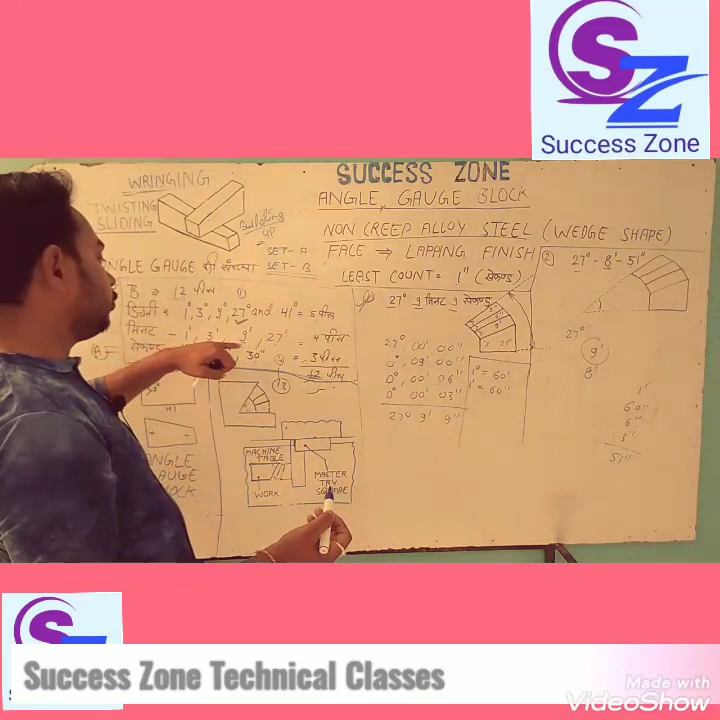 SZ
Success Zone
SUCCESS ZONE
WRINGING
TWISTING
SLIDING
Building
UP
SET-A
SET-B
ANGLE GAUGE BLOCK
NON CREEP ALLOY STEEL (WEDGE SHAPE)
FACE → LAPPING FINISH
LEAST COUNT = 1" (सेकण्ड)
ANGLE GAUGE की संख्या
B = 12 पीस
डिग्री = 1°, 3°, 9°, 27° and 41° = 5 पीस
मिनट - 1', 3', 9', 27' = 4 पीस
सेकण्ड 30" = 3 पीस
12 पीस
13
ANGLE
GAUGE
BLOCK
MACHINE
TABLE
WORK
MASTER
TRY
SQUARE
27° 9 मिनट 9 सेकण्ड
27° 00' 00"
0°, 09' 00"
0°, 00' 06"
0° 00' 03"
27° 9' 9"
1° = 60'
1' = 60"
2
27° - 8' - 51"
27°
9'
8'
1'
60"
6"
3"
51"
Success Zone Technical Classes
Made with
VideoShow